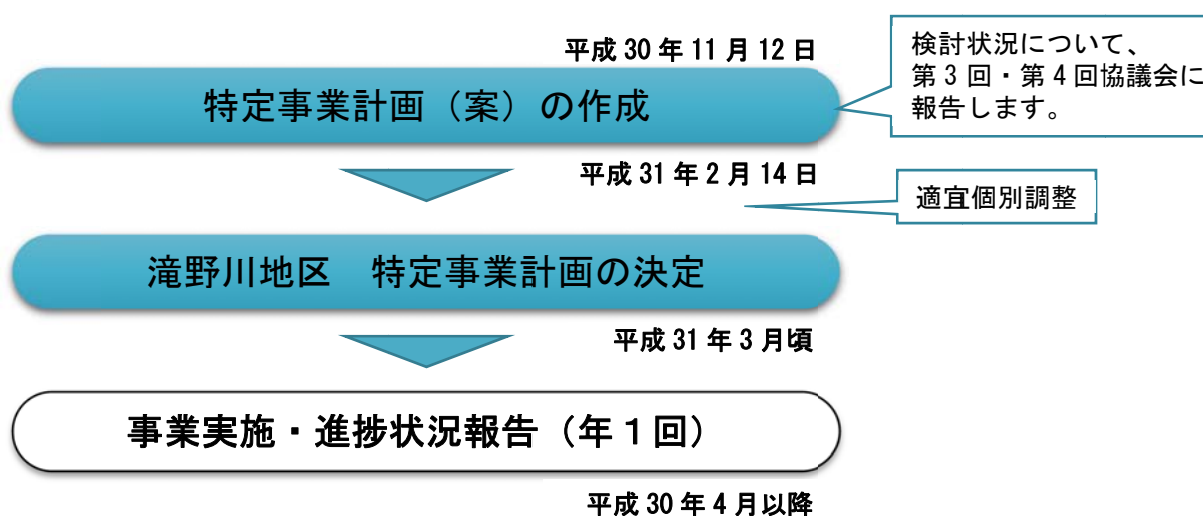 平成 30 年 11 月 12 日
検討状況について、
第3回・第4回協議会に
報告します。
特定事業計画（案）の作成
平成 31 年 2 月 14 日
適宜個別調整
滝野川地区　特定事業計画の決定
平成 31 年 3 月頃
事業実施・進捗状況報告（年１回）
平成 30 年 4 月以降